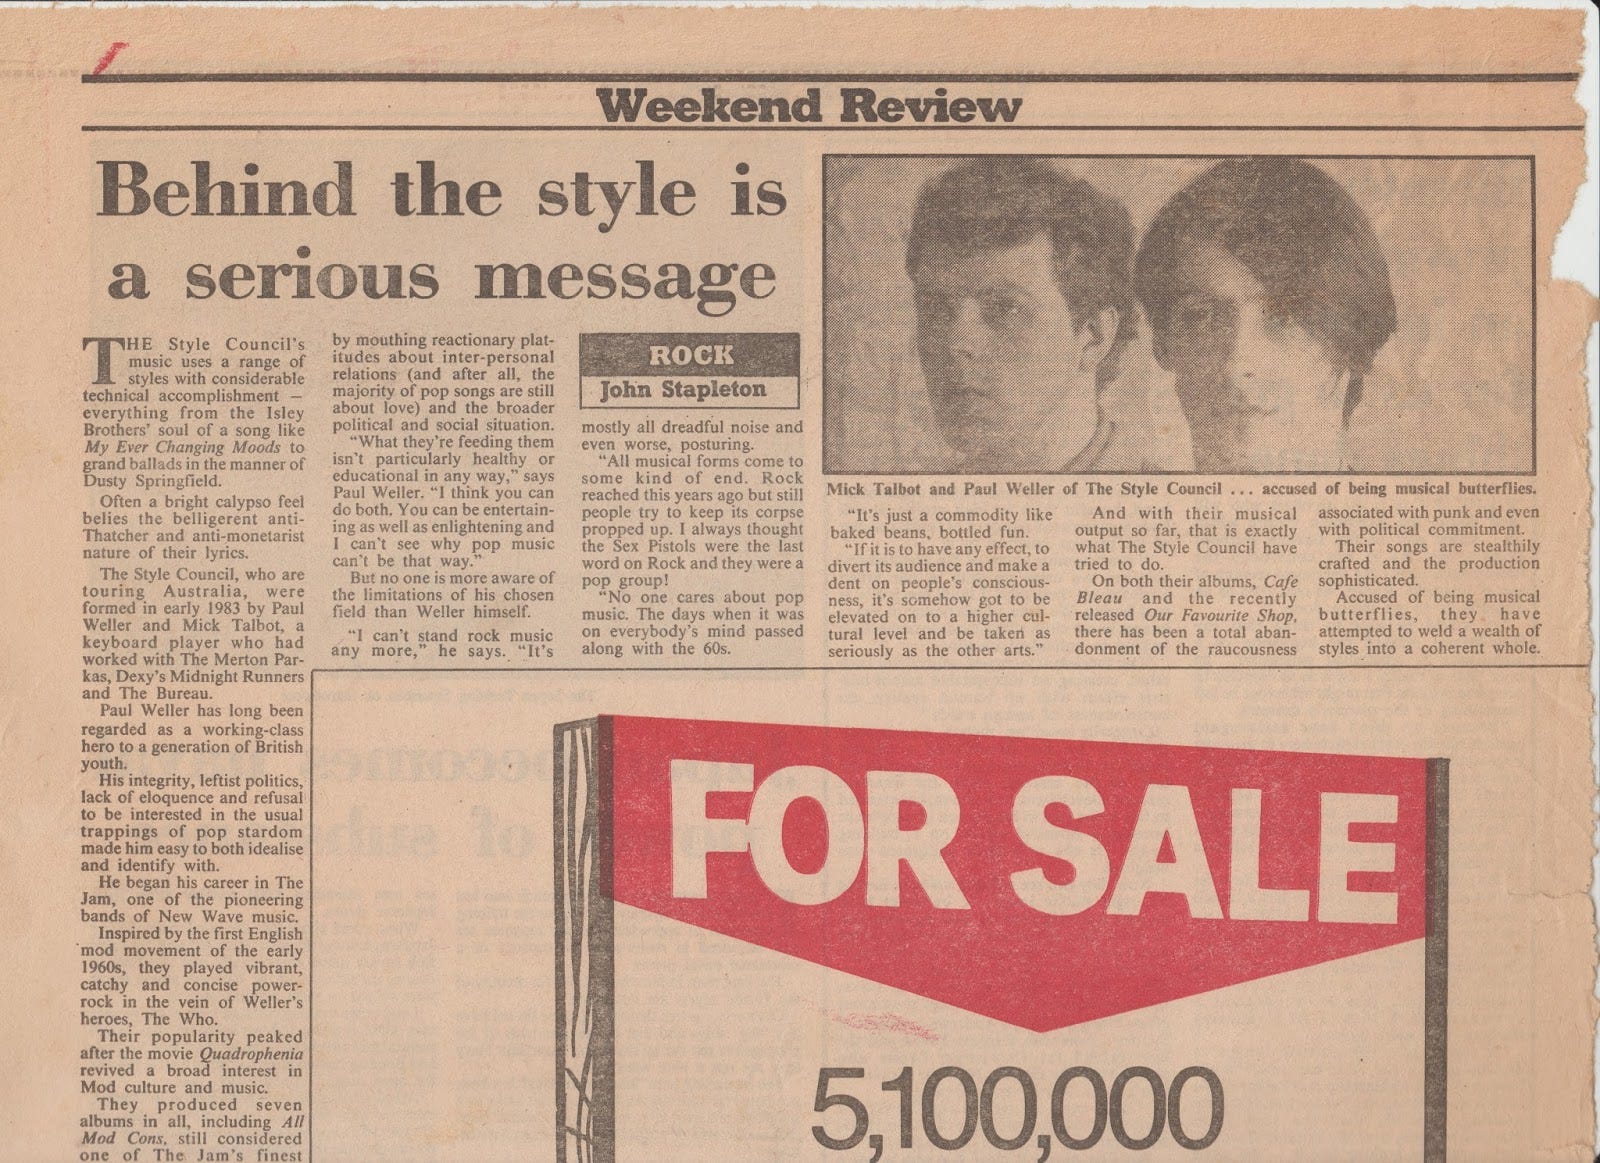 Weekend Review
Behind the style is
a serious message
THE Style Council's
music uses a range of
styles with considerable
technical accomplishment —
everything from the Isley
Brothers' soul of a song like
My Ever Changing Moods to
grand ballads in the manner of
Dusty Springfield.
Often a bright calypso feel
belies the belligerent anti-
Thatcher and anti-monetarist
nature of their lyrics.
The Style Council, who are
touring Australia, were
formed in early 1983 by Paul
Weller and Mick Talbot, a
keyboard player who had
worked with The Merton Par-
kas, Dexy's Midnight Runners
and The Bureau.
Paul Weller has long been
regarded as a working-class
hero to a generation of British
youth.
His integrity, leftist politics,
lack of eloquence and refusal
to be interested in the usual
trappings of pop stardom
made him easy to both idealise
and identify with.
He began his career in The
Jam, one of the pioneering
bands of New Wave music.
Inspired by the first English
mod movement of the early
1960s, they played vibrant,
catchy and concise power-
rock in the vein of Weller's
heroes, The Who.
Their popularity peaked
after the movie Quadrophenia
revived a broad interest in
Mod culture and music.
They produced seven
albums in all, including All
Mod Cons, still considered
one of The Jam's finest
by mouthing reactionary plat-
itudes about inter-personal
relations (and after all, the
majority of pop songs are still
about love) and the broader
political and social situation.
"What they're feeding them
isn't particularly healthy or
educational in any way," says
Paul Weller. "I think you can
do both. You can be entertain-
ing as well as enlightening and
I can't see why pop music
can't be that way."
But no one is more aware of
the limitations of his chosen
field than Weller himself.
"I can't stand rock music
any more," he says. "It's
ROCK
John Stapleton
mostly all dreadful noise and
even worse, posturing.
"All musical forms come to
some kind of end. Rock
reached this years ago but still
people try to keep its corpse
propped up. I always thought
the Sex Pistols were the last
word on Rock and they were a
pop group!
"No one cares about pop
music. The days when it was
on everybody's mind passed
along with the 60s.
Mick Talbot and Paul Weller of The Style Council ... accused of being musical butterflies.
"It's just a commodity like
baked beans, bottled fun.
"If it is to have any effect, to
divert its audience and make a
dent on people's conscious-
ness, it's somehow got to be
elevated on to a higher cul-
tural level and be taken as
seriously as the other arts."
And with their musical
output so far, that is exactly
what The Style Council have
tried to do.
On both their albums, Cafe
Bleau and the recently
released Our Favourite Shop,
there has been a total aban-
donment of the raucousness
associated with punk and even
with political commitment.
Their songs are stealthily
crafted and the production
sophisticated.
Accused of being musical
butterflies, they have
attempted to weld a wealth of
styles into a coherent whole.
FOR SALE
5,100,000